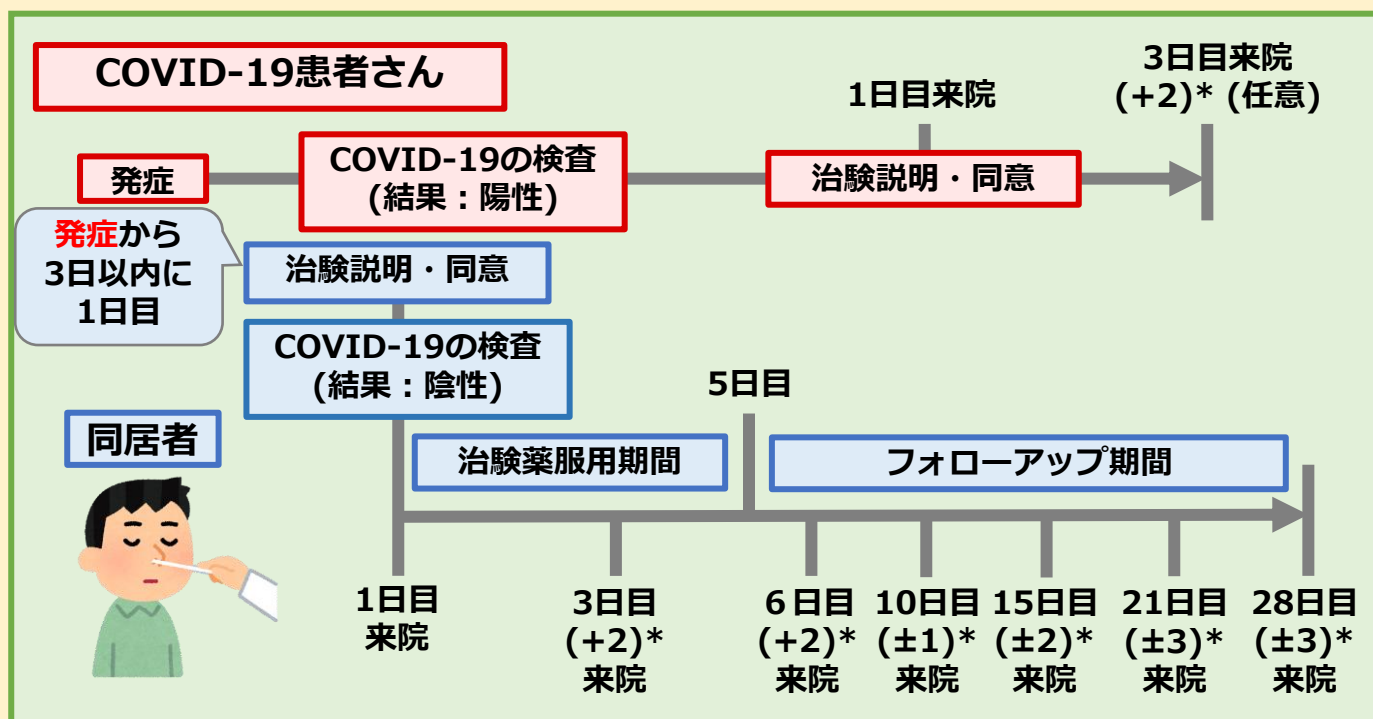 COVID-19患者さん
3日目来院
(+2)* (任意)
1日目来院
発症
COVID-19の検査
(結果：陽性)
治験説明・同意
発症から
3日以内に
1日目
治験説明・同意
COVID-19の検査
(結果：陰性)
5日目
同居者
治験薬服用期間
フォローアップ期間
1日目
来院
3日目
(+2)*
来院
６日目
(+2)*
来院
10日目
(±1)*
来院
15日目
(±2)*
来院
21日目
(±3)*
来院
28日目
(±3)*
来院